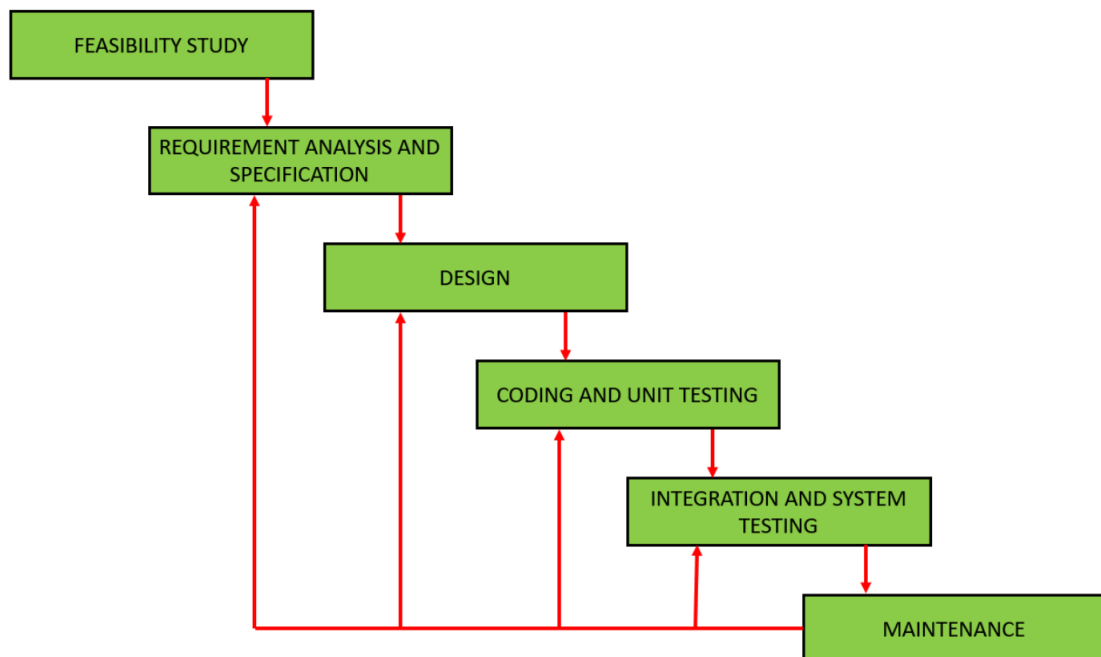 FEASIBILITY STUDY
REQUIREMENT ANALYSIS AND
SPECIFICATION
DESIGN
CODING AND UNIT TESTING
INTEGRATION AND SYSTEM
TESTING
MAINTENANCE